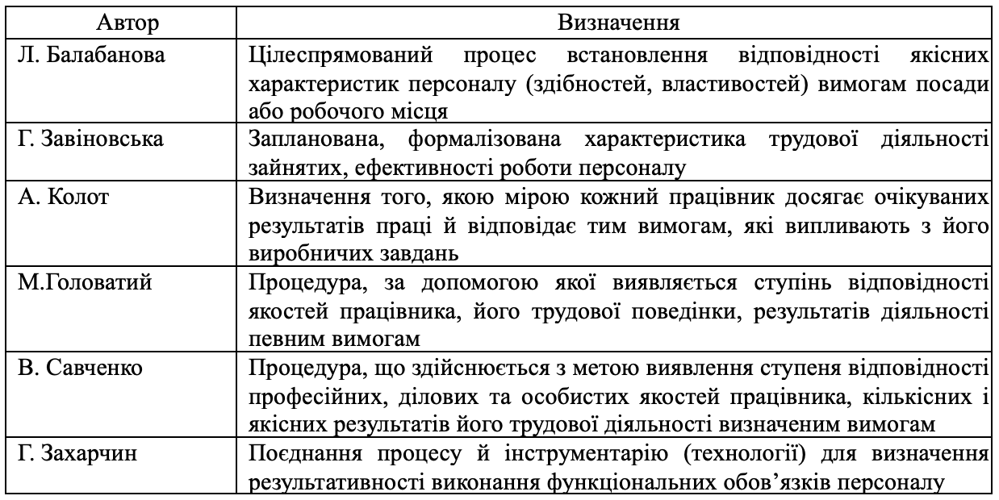 Автор
Визначення
Л. Балабанова
Цілеспрямований процес встановлення відповідності якісних
характеристик персоналу (здібностей, властивостей) вимогам посади
або робочого місця
Г. Завіновська
Запланована, формалізована характеристика трудової діяльності
зайнятих, ефективності роботи персоналу
А. Колот
Визначення того, якою мірою кожний працівник досягає очікуваних
результатів праці й відповідає тим вимогам, які випливають з його
виробничих завдань
М.Головатий
Процедура, за допомогою якої виявляється ступінь відповідності
якостей працівника, його трудової поведінки, результатів діяльності
певним вимогам
В. Савченко
Процедура, що здійснюється з метою виявлення ступеня відповідності
професійних, ділових та особистих якостей працівника, кількісних і
якісних результатів його трудової діяльності визначеним вимогам
Г. Захарчин
Поєднання процесу й інструментарію (технології) для визначення
результативності виконання функціональних обов’язків персоналу